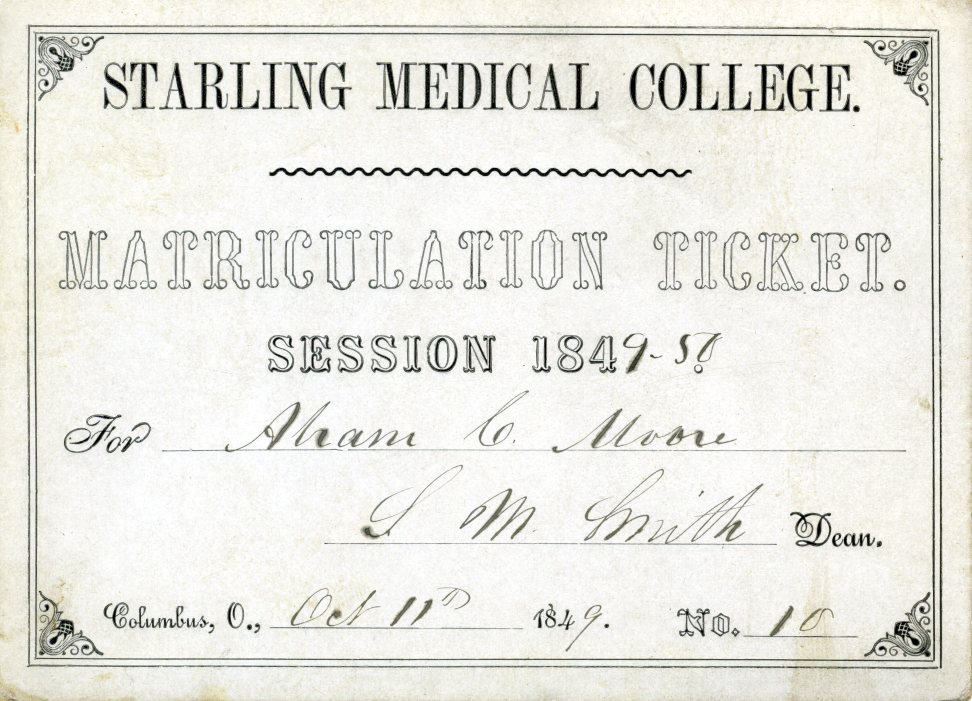 STARLING MEDICAL COLLEGE.
MATRICULATION TICKET.
SESSION 1849-50
For Abram C. Moore
S M Smith Dean.
Columbus, O., Oct 11th 1849. No. 10